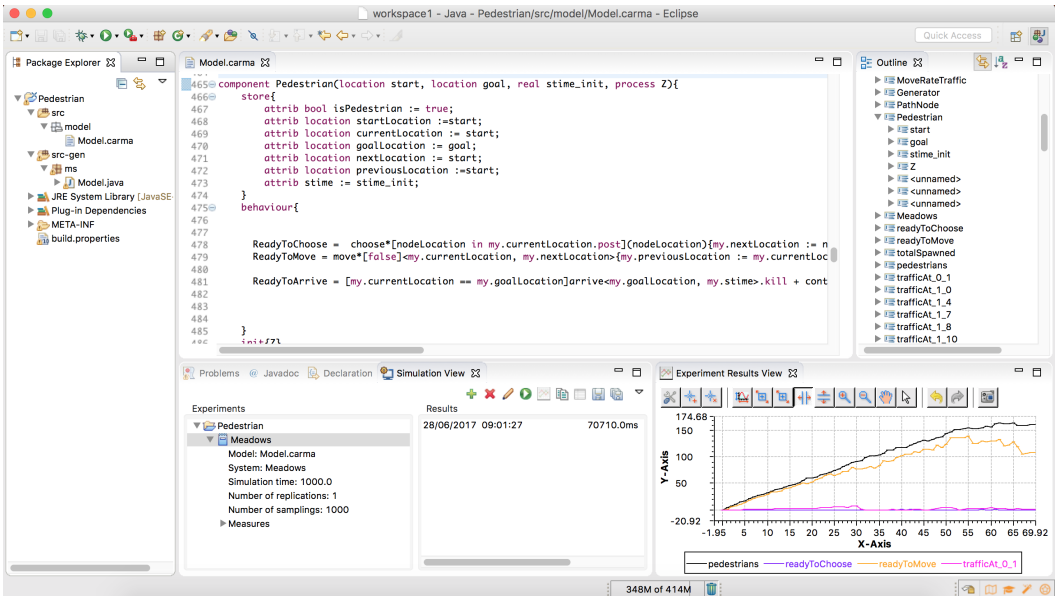 workspace1 - Java - Pedestrian/src/model/Model.carma - Eclipse
Quick Access
Package Explorer
Pedestrian
src
model
Model.carma
src-gen
ms
Model.java
JRE System Library [JavaSE-
Plug-in Dependencies
META-INF
build.properties
Model.carma
465 component Pedestrian(location start, location goal, real stime_init, process Z){
466 store{
467 attrib bool isPedestrian := true;
468 attrib location startLocation :=start;
469 attrib location currentLocation := start;
470 attrib location goalLocation := goal;
471 attrib location nextLocation := start;
472 attrib location previousLocation :=start;
473 attrib stime := stime_init;
474 }
475 behaviour{
476
477
478 ReadyToChoose = choose*[nodeLocation in my.currentLocation.post](nodeLocation){my.nextLocation := n
479 ReadyToMove = move*[false]<my.currentLocation, my.nextLocation>{my.previousLocation := my.currentLoc
480
481 ReadyToArrive = [my.currentLocation == my.goalLocation]arrive<my.goalLocation, my.stime>.kill + cont
482
483
484
485 }
486 init{Z}
Outline
MoveRateTraffic
Generator
PathNode
Pedestrian
start
goal
stime_init
Z
<unnamed>
<unnamed>
<unnamed>
Meadows
readyToChoose
readyToMove
totalSpawned
pedestrians
trafficAt_0_1
trafficAt_1_0
trafficAt_1_4
trafficAt_1_7
trafficAt_1_8
trafficAt_1_10
Problems @ Javadoc Declaration Simulation View
Experiments
Pedestrian
Meadows
Model: Model.carma
System: Meadows
Simulation time: 1000.0
Number of replications: 1
Number of samplings: 1000
Measures
Results
28/06/2017 09:01:27 70710.0ms
Experiment Results View
174.68
150
100
50
-20.92
Y-Axis
-1.95 5 10 15 20 25 30 35 40 45 50 55 60 65 69.92
X-Axis
pedestrians readyToChoose readyToMove trafficAt_0_1
348M of 414M